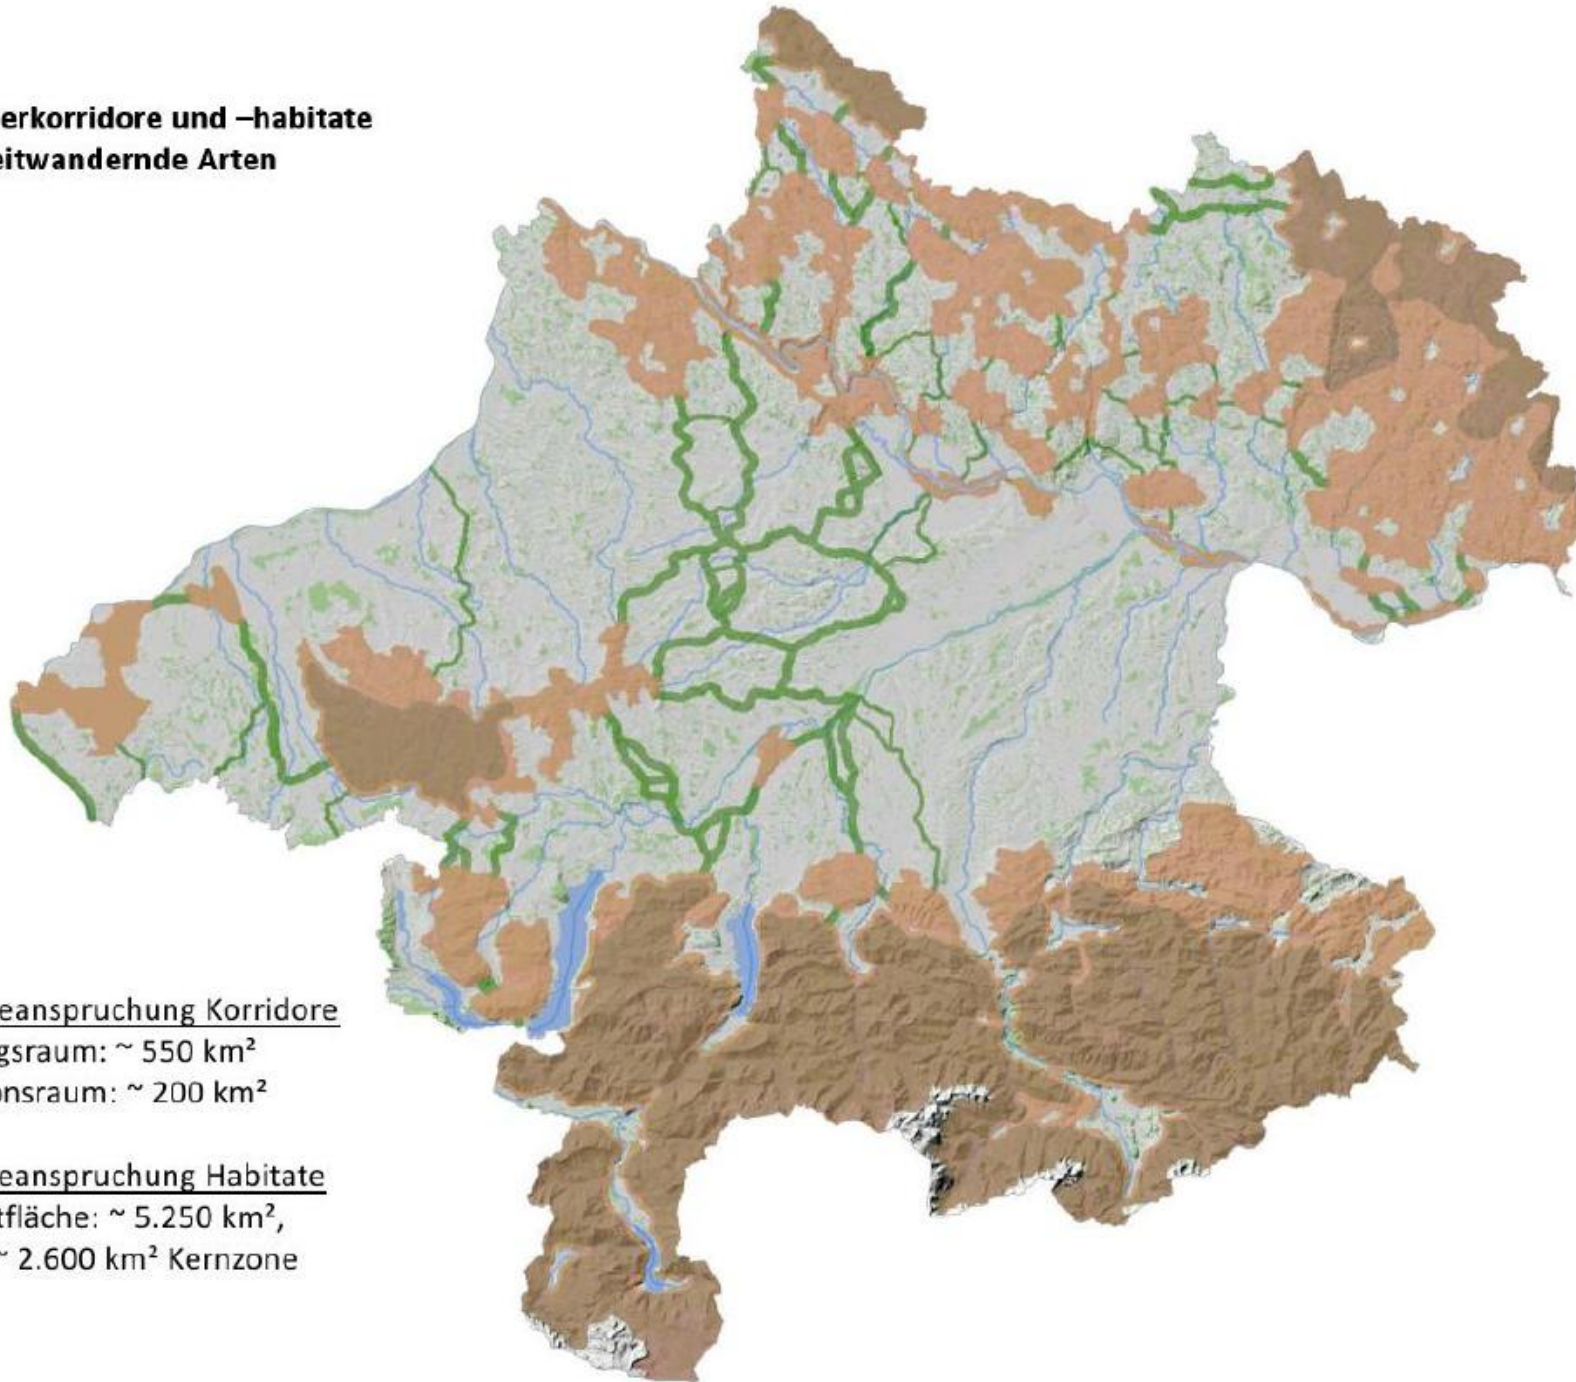 erkorridore und –habitate
eitwandernde Arten
eanspruchung Korridore
gsraum: ~ 550 km²
onsraum: ~ 200 km²
eanspruchung Habitate
tfläche: ~ 5.250 km²,
~ 2.600 km² Kernzone